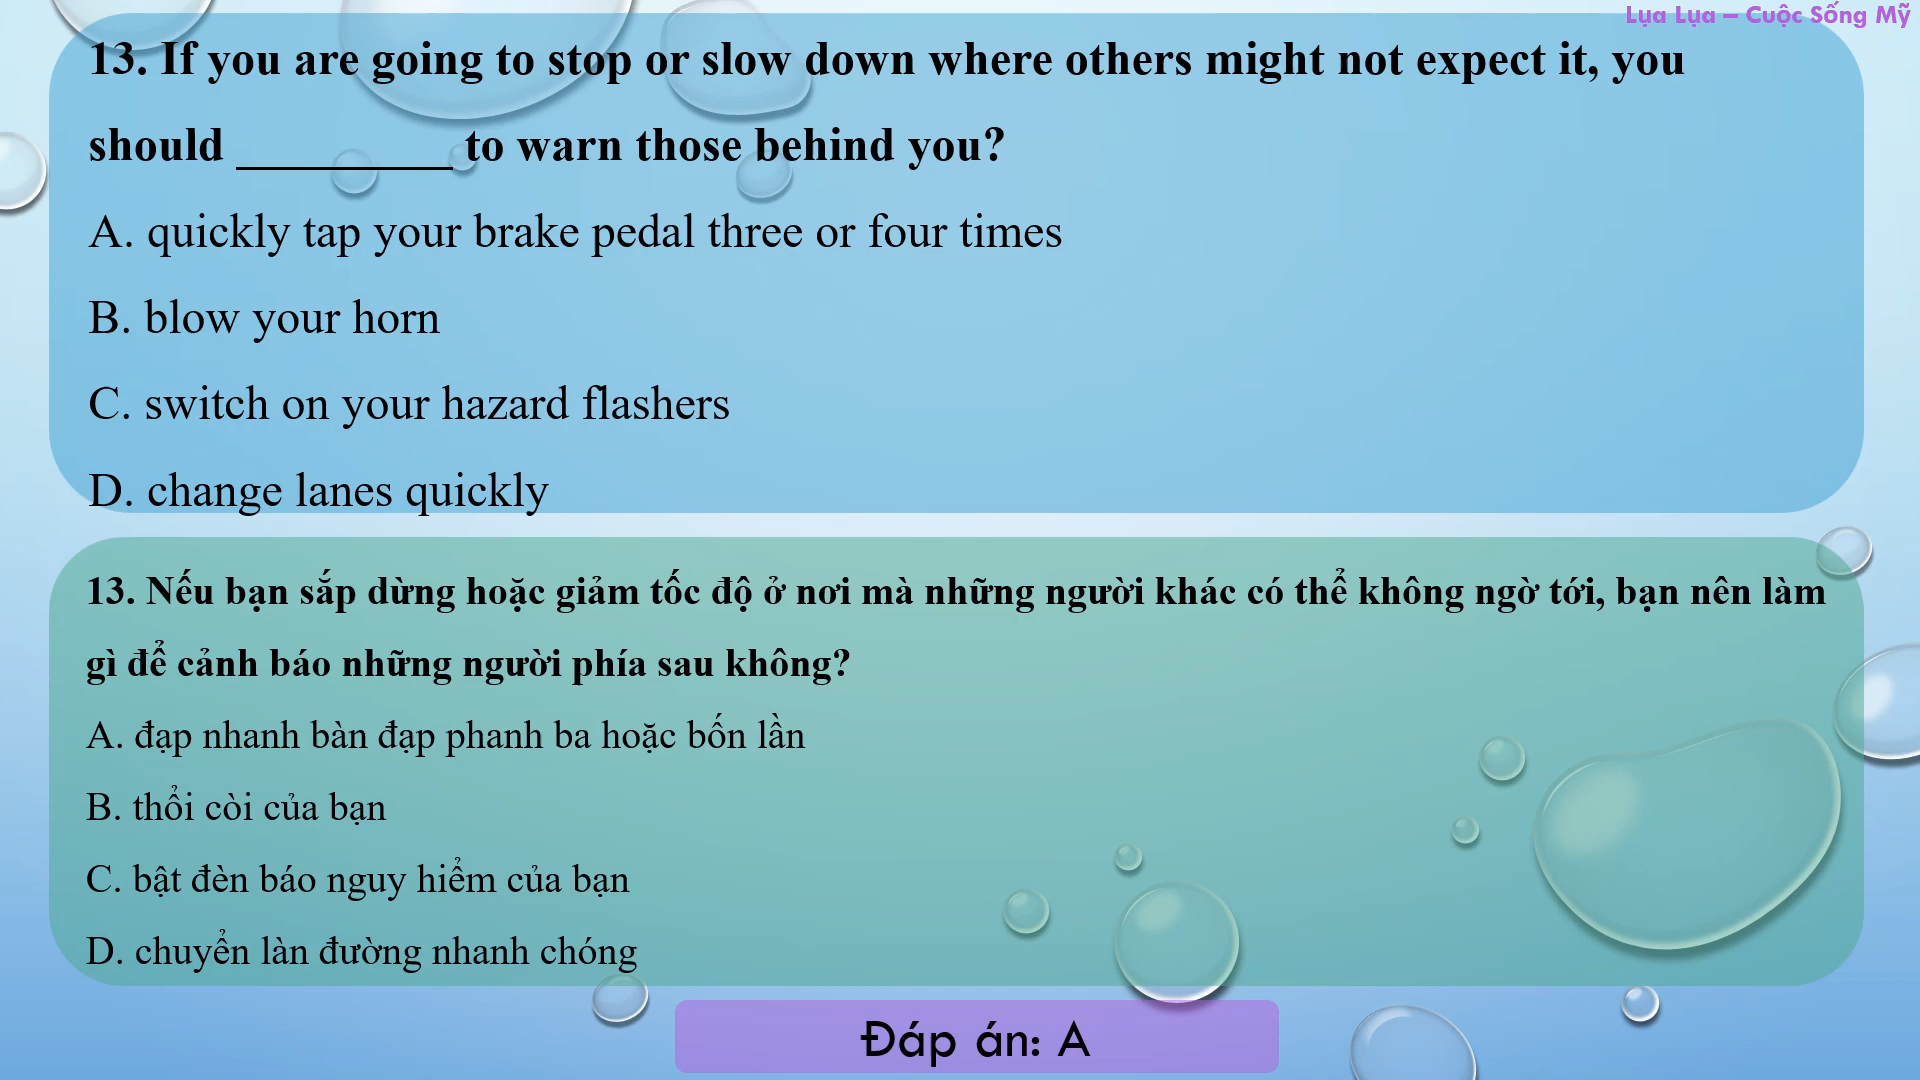 Lụa Lụa – Cuộc Sống Mỹ
13. If you are going to stop or slow down where others might not expect it, you
should _________ to warn those behind you?
A. quickly tap your brake pedal three or four times
B. blow your horn
C. switch on your hazard flashers
D. change lanes quickly
13. Nếu bạn sắp dừng hoặc giảm tốc độ ở nơi mà những người khác có thể không ngờ tới, bạn nên làm
gì để cảnh báo những người phía sau không?
A. đạp nhanh bàn đạp phanh ba hoặc bốn lần
B. thổi còi của bạn
C. bật đèn báo nguy hiểm của bạn
D. chuyển làn đường nhanh chóng
Đáp án: A